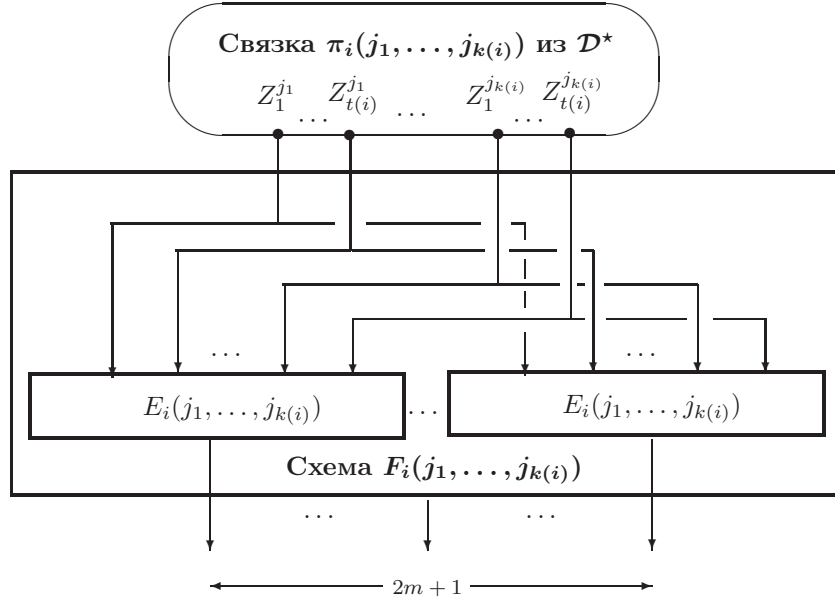 Связка π_i(j_1, . . . , j_{k(i)}) из 𝒟^⋆
Z_1^{j_1} . . . Z_{t(i)}^{j_1} . . . Z_1^{j_{k(i)}} . . . Z_{t(i)}^{j_{k(i)}}
. . . . . .
E_i(j_1, . . . , j_{k(i)}) . . . E_i(j_1, . . . , j_{k(i)})
Схема F_i(j_1, . . . , j_{k(i)})
. . . . . .
2m + 1